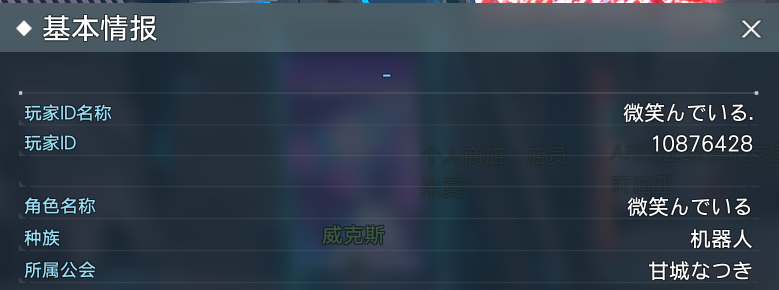 基本情报
-
玩家ID名称 微笑んでいる.
玩家ID 10876428
角色名称 微笑んでいる
威克斯
种族 机器人
所属公会 甘城なつき